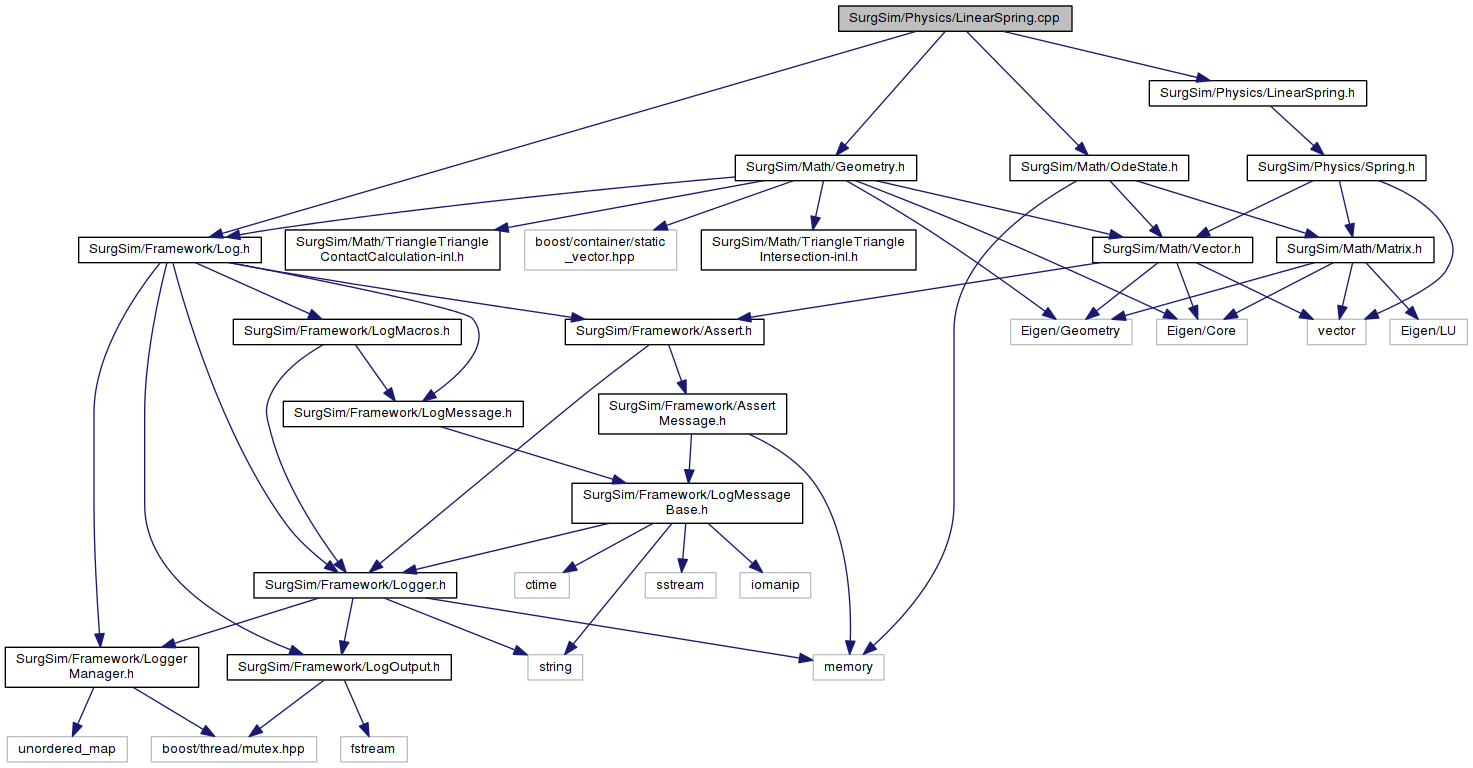 SurgSim/Physics/LinearSpring.cpp
SurgSim/Physics/LinearSpring.h
SurgSim/Math/Geometry.h
SurgSim/Math/OdeState.h
SurgSim/Physics/Spring.h
SurgSim/Framework/Log.h
SurgSim/Math/TriangleTriangle
ContactCalculation-inl.h
boost/container/static
_vector.hpp
SurgSim/Math/TriangleTriangle
Intersection-inl.h
SurgSim/Math/Vector.h
SurgSim/Math/Matrix.h
SurgSim/Framework/LogMacros.h
SurgSim/Framework/Assert.h
Eigen/Geometry
Eigen/Core
vector
Eigen/LU
SurgSim/Framework/LogMessage.h
SurgSim/Framework/Assert
Message.h
SurgSim/Framework/LogMessage
Base.h
SurgSim/Framework/Logger.h
ctime
sstream
iomanip
SurgSim/Framework/Logger
Manager.h
SurgSim/Framework/LogOutput.h
string
memory
unordered_map
boost/thread/mutex.hpp
fstream